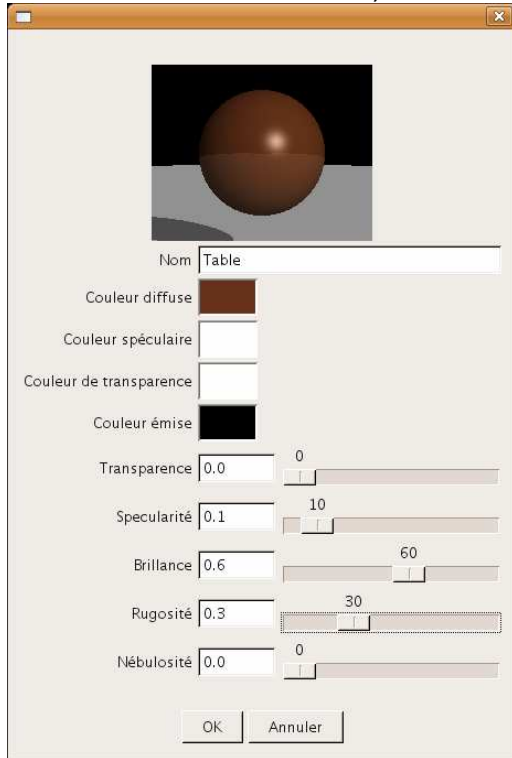 Nom Table
Couleur diffuse
Couleur spéculaire
Couleur de transparence
Couleur émise
Transparence 0.0 0
Specularité 0.1 10
Brillance 0.6 60
Rugosité 0.3 30
Nébulosité 0.0 0
OK Annuler